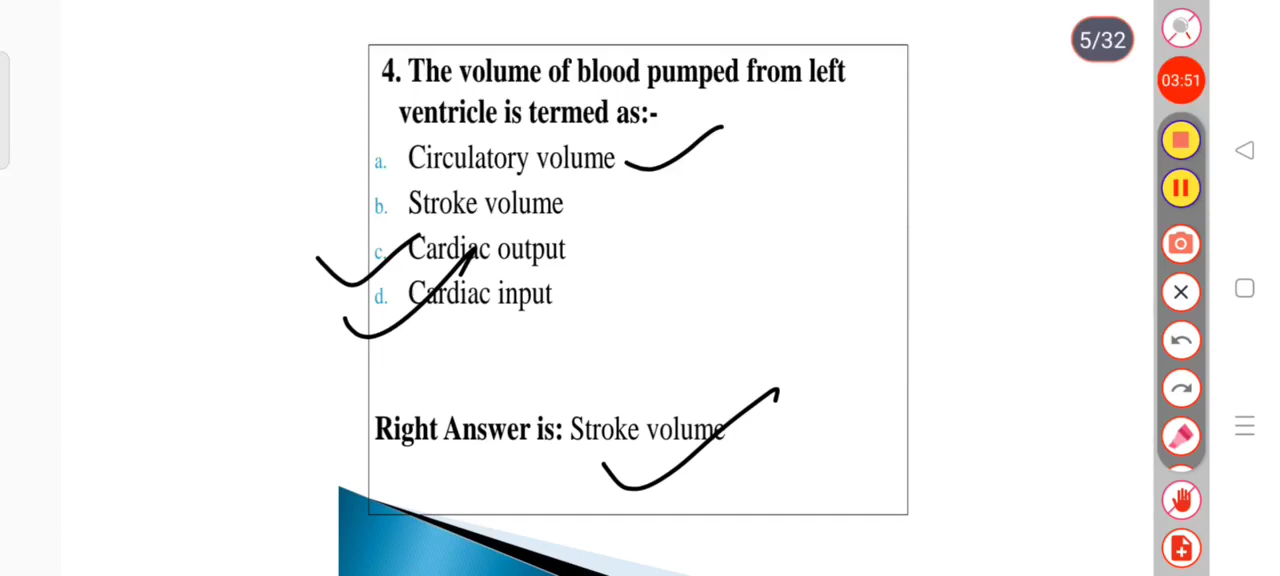 5/32
03:51
4. The volume of blood pumped from left
ventricle is termed as:-
a. Circulatory volume
b. Stroke volume
c. Cardiac output
d. Cardiac input
Right Answer is: Stroke volume